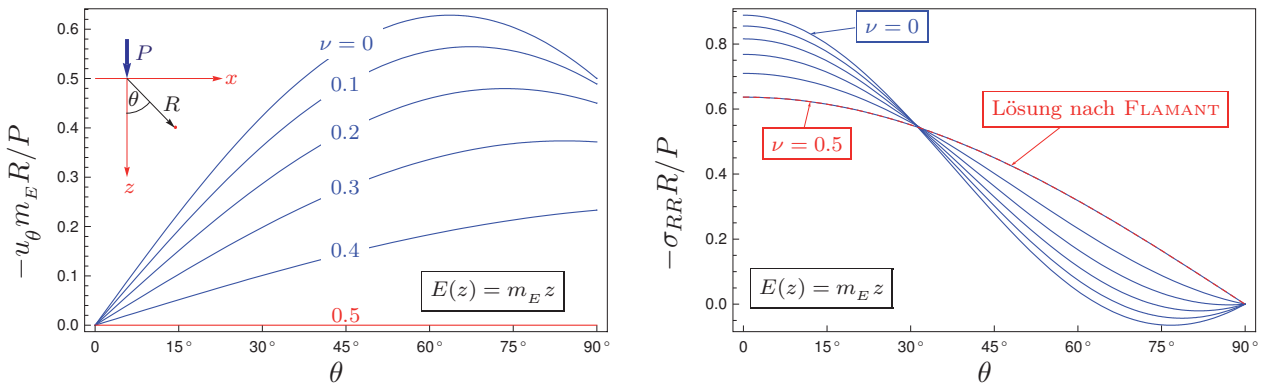 −u_θ m_E R/P
0.6
0.5
0.4
0.3
0.2
0.1
0.0
P
x
θ
R
z
ν = 0
0.1
0.2
0.3
0.4
0.5
E(z) = m_E z
0
15°
30°
45°
60°
75°
90°
θ
−σ_RR R/P
0.8
0.6
0.4
0.2
0.0
ν = 0
ν = 0.5
Lösung nach FLAMANT
E(z) = m_E z
0
15°
30°
45°
60°
75°
90°
θ